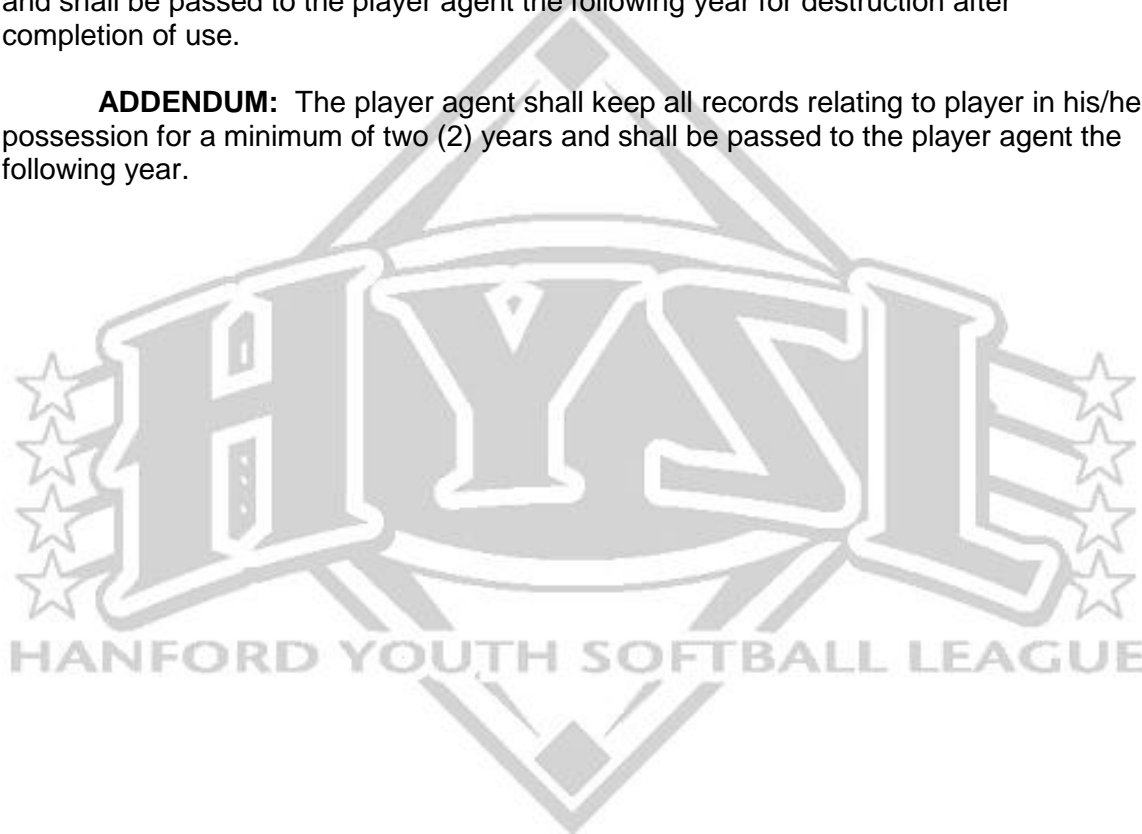 and shall be passed to the player agent the following year for destruction after
completion of use.
ADDENDUM: The player agent shall keep all records relating to player in his/he
possession for a minimum of two (2) years and shall be passed to the player agent the
following year.
HYSL
HANFORD YOUTH SOFTBALL LEAGUE